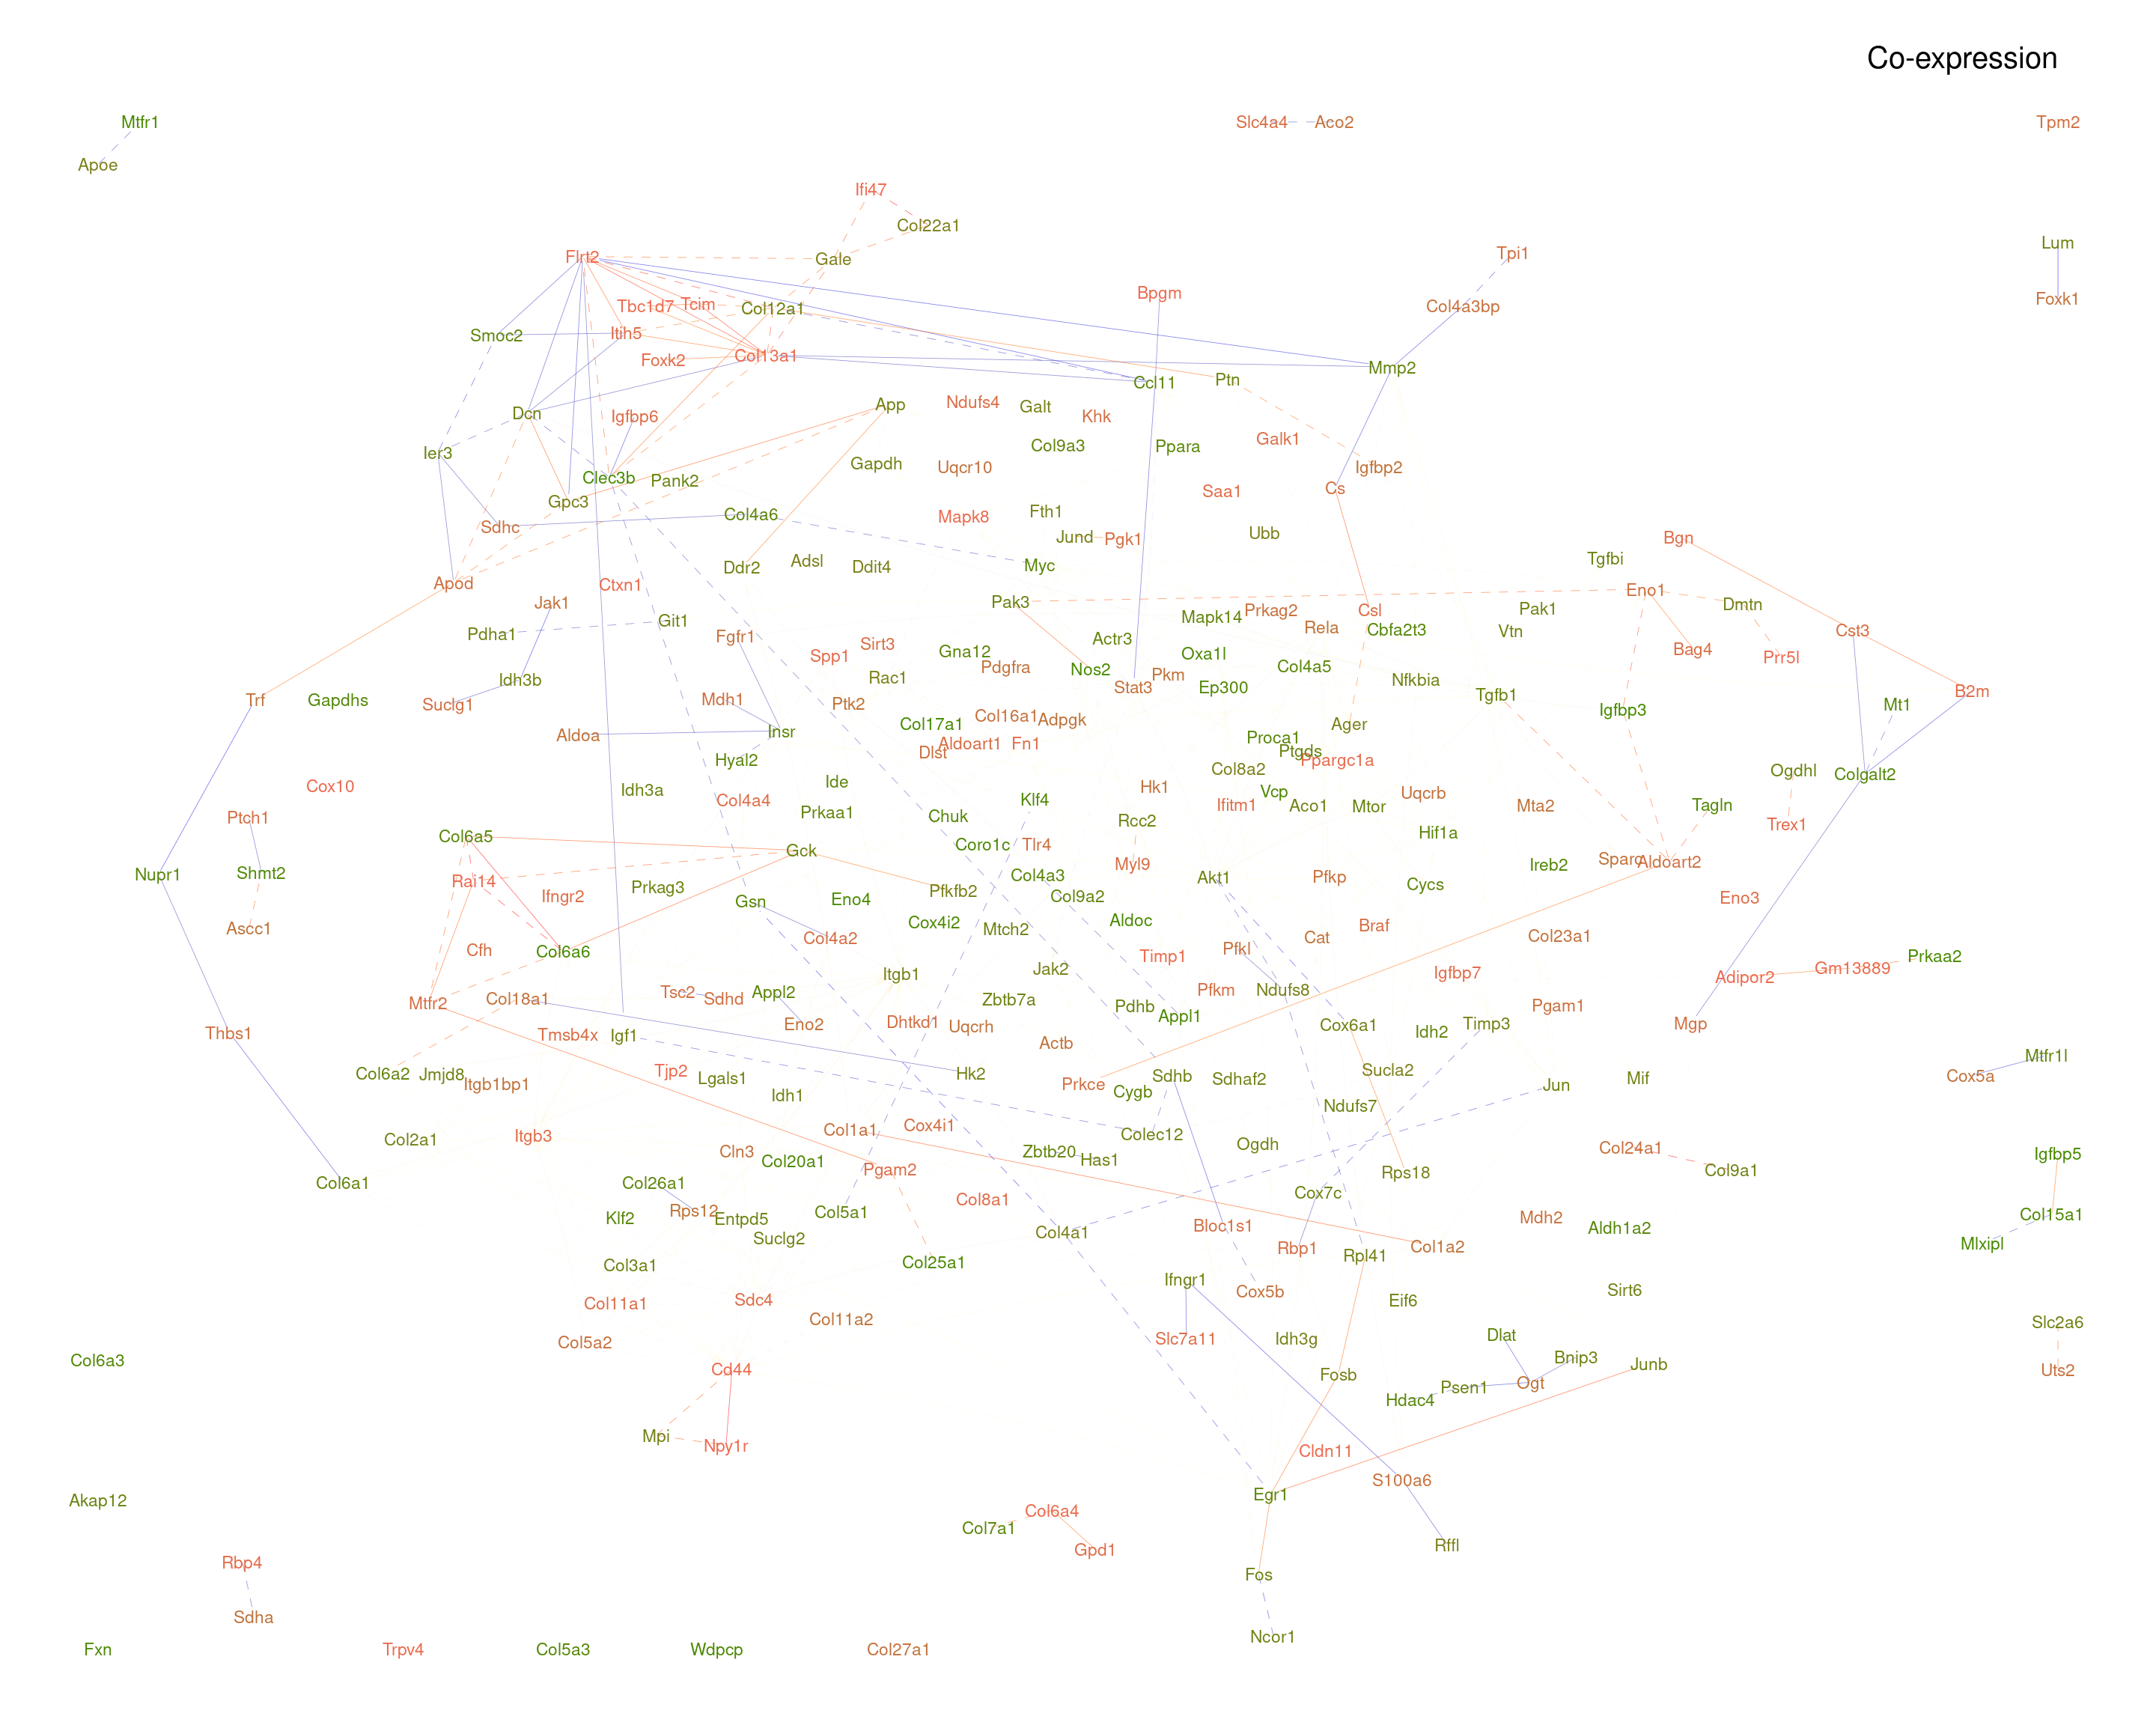 Co-expression
Mtfr1
Slc4a4
Aco2
Tpm2
Apoe
Ifi47
Col22a1
Lum
Flrt2
Gale
Tpi1
Bpgm
Foxk1
Tbc1d7
Tcim
Col12a1
Col4a3bp
Smoc2
Itih5
Foxk2
Col13a1
Mmp2
Ccl11
Ptn
Dcn
Igfbp6
App
Ndufs4
Galt
Khk
Galk1
Ier3
Col9a3
Ppara
Gapdh
Uqcr10
Igfbp2
Clec3b
Pank2
Saa1
Cs
Gpc3
Sdhc
Col4a6
Mapk8
Fth1
Jund
Pgk1
Ubb
Bgn
Tgfbi
Adsl
Ddr2
Ddit4
Myc
Apod
Ctxn1
Eno1
Jak1
Pak3
Prkag2
Csl
Pak1
Dmtn
Git1
Mapk14
Pdha1
Fgfr1
Actr3
Rela
Cbfa2t3
Vtn
Cst3
Sirt3
Spp1
Gna12
Oxa1l
Bag4
Prr5l
Pdgfra
Nos2
Pkm
Col4a5
Idh3b
Rac1
Stat3
Ep300
Nfkbia
Tgfb1
B2m
Trf
Gapdhs
Suclg1
Mdh1
Ptk2
Igfbp3
Mt1
Col17a1
Col16a1
Adpgk
Ager
Aldoa
Insr
Aldoart1
Fn1
Proca1
Dlst
Ptgds
Hyal2
Ppargc1a
Col8a2
Ogdhl
Colgalt2
Cox10
Idh3a
Ide
Hk1
Vcp
Uqcrb
Col4a4
Klf4
Ifitm1
Aco1
Mtor
Mta2
Tagln
Ptch1
Prkaa1
Chuk
Rcc2
Trex1
Col6a5
Hif1a
Gck
Coro1c
Tlr4
Sparc
Aldoart2
Nupr1
Shmt2
Myl9
Ireb2
Rai14
Col4a3
Akt1
Pfkp
Cycs
Prkag3
Pfkfb2
Ifngr2
Gsn
Eno4
Col9a2
Eno3
Ascc1
Cox4i2
Mtch2
Aldoc
Braf
Col4a2
Cat
Col23a1
Cfh
Col6a6
Pfkl
Timp1
Prkaa2
Itgb1
Jak2
Igfbp7
Gm13889
Adipor2
Mtfr2
Col18a1
Tsc2
Sdhd
Appl2
Zbtb7a
Pfkm
Ndufs8
Pdhb
Pgam1
Appl1
Thbs1
Tmsb4x
Igf1
Eno2
Dhtkd1
Uqcrh
Cox6a1
Idh2
Timp3
Mgp
Actb
Mtfr1l
Col6a2
Jmjd8
Itgb1bp1
Tjp2
Lgals1
Hk2
Prkce
Sdhb
Sdhaf2
Sucla2
Jun
Mif
Cox5a
Idh1
Cygb
Ndufs7
Col2a1
Itgb3
Col1a1
Cox4i1
Colec12
Ogdh
Cln3
Zbtb20
Has1
Col24a1
Igfbp5
Col20a1
Pgam2
Rps18
Col9a1
Col6a1
Col26a1
Cox7c
Col8a1
Rps12
Klf2
Entpd5
Col5a1
Mdh2
Col15a1
Suclg2
Col4a1
Bloc1s1
Aldh1a2
Rbp1
Col1a2
Mlxipl
Col3a1
Col25a1
Rpl41
Ifngr1
Cox5b
Sirt6
Col11a1
Sdc4
Eif6
Col11a2
Slc2a6
Col5a2
Slc7a11
Idh3g
Dlat
Col6a3
Cd44
Bnip3
Junb
Uts2
Fosb
Psen1
Ogt
Hdac4
Mpi
Npy1r
Cldn11
S100a6
Akap12
Egr1
Col6a4
Col7a1
Gpd1
Rffl
Rbp4
Fos
Sdha
Ncor1
Fxn
Trpv4
Col5a3
Wdpcp
Col27a1